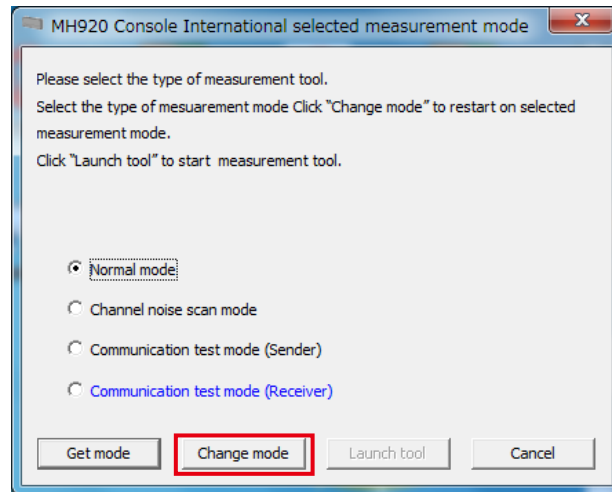 MH920 Console International selected measurement mode
Please select the type of measurement tool.
Select the type of mesuarement mode Click “Change mode” to restart on selected
measurement mode.
Click “Launch tool” to start measurement tool.
Normal mode
Channel noise scan mode
Communication test mode (Sender)
Communication test mode (Receiver)
Get mode Change mode Launch tool Cancel